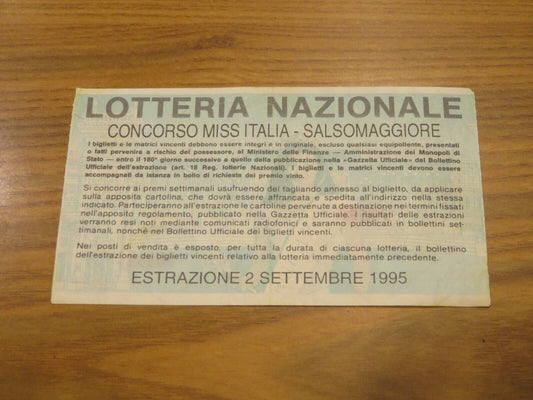 LOTTERIA NAZIONALE
CONCORSO MISS ITALIA - SALSOMAGGIORE
I biglietti e le matrici vincenti debbono essere integri e in originale, escluso qualsiasi equipollente, presentati
o fatti pervenire a rischio del possessore, al Ministero delle Finanze — Amministrazione dei Monopoli di
Stato — entro il 180° giorno successivo a quello della pubblicazione nella «Gazzetta Ufficiale» del Bollettino
Ufficiale dell'estrazione (art. 18 Reg. lotterie Nazionali). I biglietti e le matrici vincenti devono essere
accompagnati da istanza in bollo di richiesta del premio vinto.
Si concorre ai premi settimanali usufruendo del tagliando annesso al biglietto, da applicare
sulla apposita cartolina, che dovrà essere affrancata e spedita all'indirizzo nella stessa
indicato. Parteciperanno all'estrazione le cartoline pervenute a destinazione nei termini fissati
nell'apposito regolamento, pubblicato nella Gazzetta Ufficiale. I risultati delle estrazioni
verranno resi noti mediante comunicati radiofonici e saranno pubblicati in bollettini set-
timanali, nonché nel Bollettino Ufficiale dei biglietti vincenti.
Nei posti di vendita è esposto, per tutta la durata di ciascuna lotteria, il bollettino
dell'estrazione dei biglietti vincenti relativo alla lotteria immediatamente precedente.
ESTRAZIONE 2 SETTEMBRE 1995